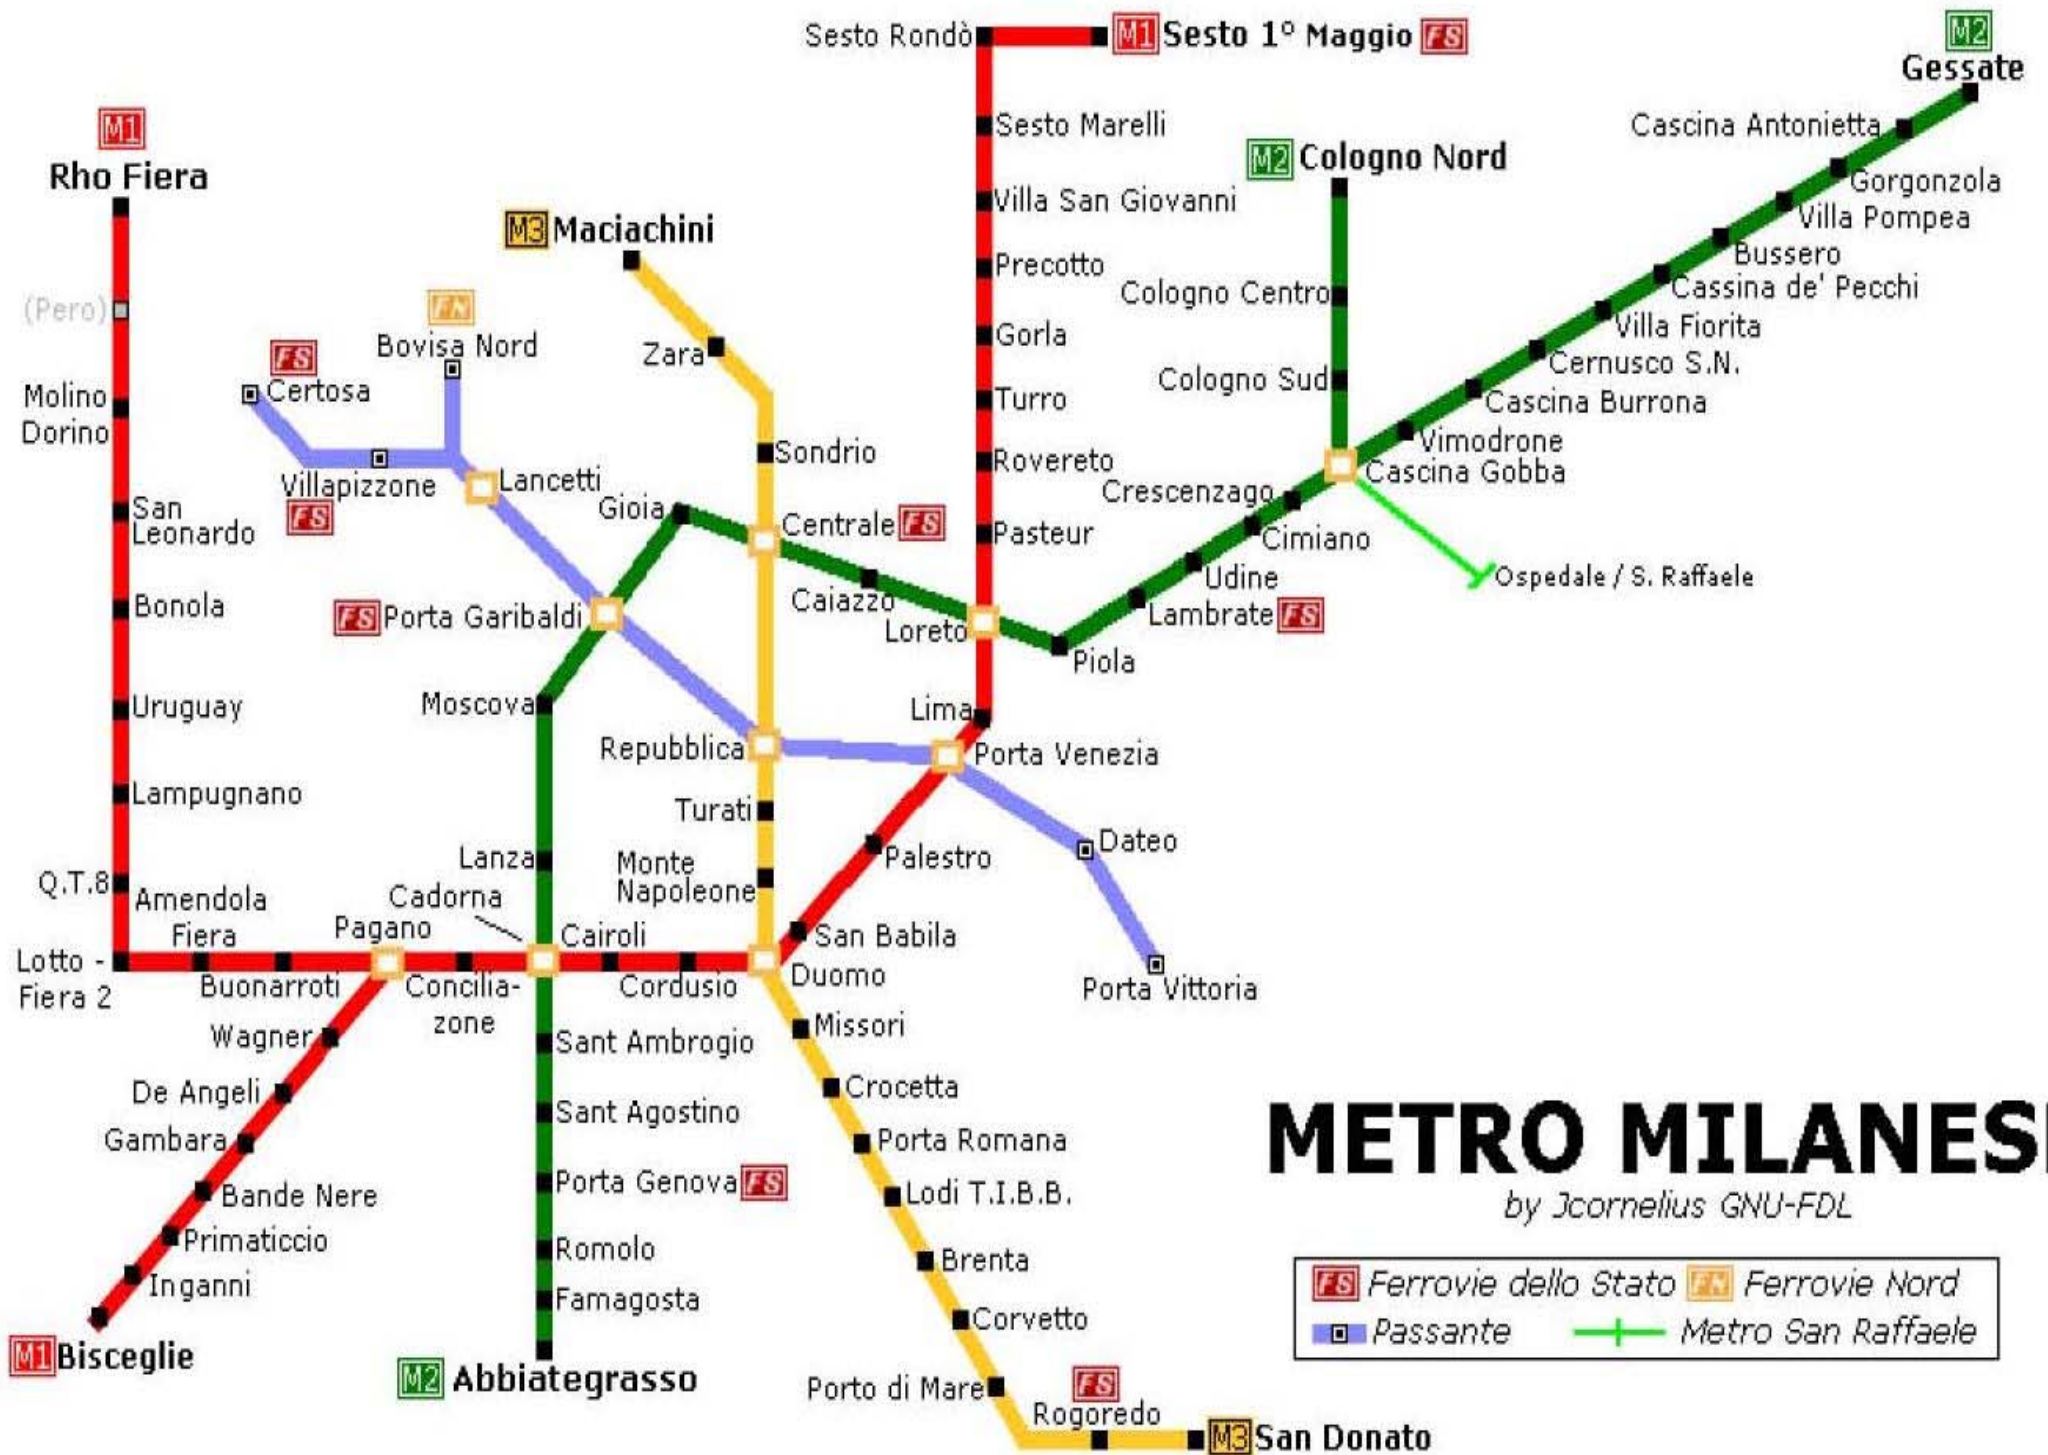 Sesto Rondò
M1 Sesto 1º Maggio FS
M2
Gessate
M1
Rho Fiera
Sesto Marelli
Cascina Antonietta
M2 Cologno Nord
Gorgonzola
Villa San Giovanni
Villa Pompea
M3 Maciachini
Bussero
Precotto
Cassina de' Pecchi
Cologno Centro
(Pero)
FN
Villa Fiorita
Gorla
Bovisa Nord
Zara
FS
Cernusco S.N.
Certosa
Cologno Sud
Molino
Dorino
Turro
Cascina Burrona
Vimodrone
Sondrio
Rovereto
Cascina Gobba
Villapizzone
FS
Lancetti
Crescenzago
Gioia
San
Leonardo
Centrale FS
Pasteur
Cimiano
Udine
Ospedale / S. Raffaele
Bonola
FS Porta Garibaldi
Caiazzo
Loreto
Lambrate FS
Piola
Uruguay
Moscova
Lima
Repubblica
Porta Venezia
Lampugnano
Turati
Dateo
Lanza
Monte
Napoleone
Palestro
Q.T.8
Amendola
Fiera
Cadorna
Pagano
Cairoli
San Babila
Lotto -
Fiera 2
Buonarroti
Concilia-
zone
Cordusio
Duomo
Porta Vittoria
Wagner
Sant Ambrogio
Missori
De Angeli
Crocetta
Sant Agostino
Gambara
Porta Romana
METRO MILANES
Bande Nere
Porta Genova FS
Lodi T.I.B.B.
by Jcornelius GNU-FDL
Primaticcio
Romolo
Brenta
Inganni
Famagosta
Corvetto
FS Ferrovie dello Stato FN Ferrovie Nord
Passante Metro San Raffaele
M1 Bisceglie
M2 Abbiategrasso
Porto di Mare
FS
Rogoredo
M3 San Donato